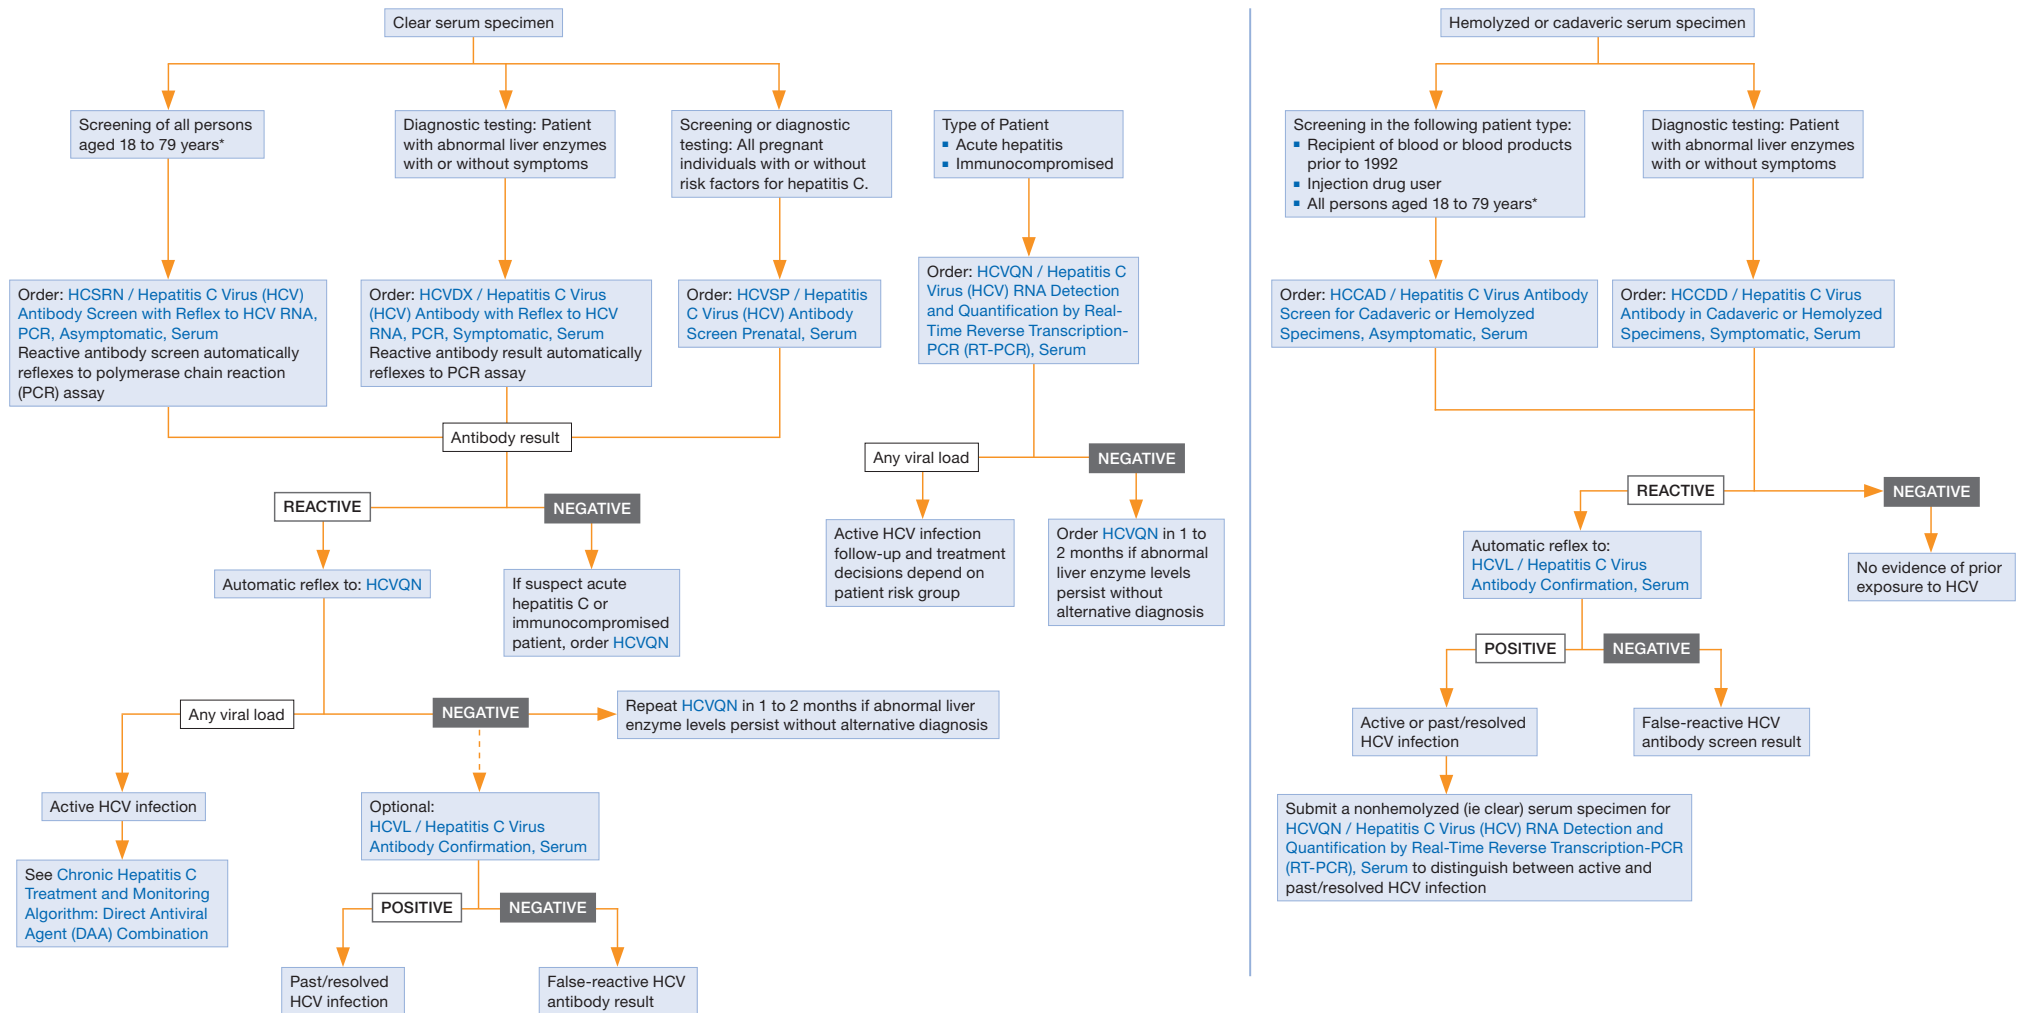 Clear serum specimen
Screening of all persons
aged 18 to 79 years*
Diagnostic testing: Patient
with abnormal liver enzymes
with or without symptoms
Screening or diagnostic
testing: All pregnant
individuals with or without
risk factors for hepatitis C.
Type of Patient
▪ Acute hepatitis
▪ Immunocompromised
Order: HCSRN / Hepatitis C Virus (HCV)
Antibody Screen with Reflex to HCV RNA,
PCR, Asymptomatic, Serum
Reactive antibody screen automatically
reflexes to polymerase chain reaction
(PCR) assay
Order: HCVDX / Hepatitis C Virus
(HCV) Antibody with Reflex to HCV
RNA, PCR, Symptomatic, Serum
Reactive antibody result automatically
reflexes to PCR assay
Order: HCVSP / Hepatitis
C Virus (HCV) Antibody
Screen Prenatal, Serum
Order: HCVQN / Hepatitis C
Virus (HCV) RNA Detection
and Quantification by Real-
Time Reverse Transcription-
PCR (RT-PCR), Serum
Antibody result
REACTIVE
NEGATIVE
Automatic reflex to: HCVQN
If suspect acute
hepatitis C or
immunocompromised
patient, order HCVQN
Any viral load
NEGATIVE
Active HCV infection
follow-up and treatment
decisions depend on
patient risk group
Order HCVQN in 1 to
2 months if abnormal
liver enzyme levels
persist without
alternative diagnosis
Any viral load
NEGATIVE
Repeat HCVQN in 1 to 2 months if abnormal liver
enzyme levels persist without alternative diagnosis
Active HCV infection
See Chronic Hepatitis C
Treatment and Monitoring
Algorithm: Direct Antiviral
Agent (DAA) Combination
Optional:
HCVL / Hepatitis C Virus
Antibody Confirmation, Serum
POSITIVE
NEGATIVE
Past/resolved
HCV infection
False-reactive HCV
antibody result
Hemolyzed or cadaveric serum specimen
Screening in the following patient type:
▪ Recipient of blood or blood products
prior to 1992
▪ Injection drug user
▪ All persons aged 18 to 79 years*
Diagnostic testing: Patient
with abnormal liver enzymes
with or without symptoms
Order: HCCAD / Hepatitis C Virus Antibody
Screen for Cadaveric or Hemolyzed
Specimens, Asymptomatic, Serum
Order: HCCDD / Hepatitis C Virus
Antibody in Cadaveric or Hemolyzed
Specimens, Symptomatic, Serum
REACTIVE
NEGATIVE
Automatic reflex to:
HCVL / Hepatitis C Virus
Antibody Confirmation, Serum
No evidence of prior
exposure to HCV
POSITIVE
NEGATIVE
Active or past/resolved
HCV infection
False-reactive HCV
antibody screen result
Submit a nonhemolyzed (ie clear) serum specimen for
HCVQN / Hepatitis C Virus (HCV) RNA Detection and
Quantification by Real-Time Reverse Transcription-PCR
(RT-PCR), Serum to distinguish between active and
past/resolved HCV infection